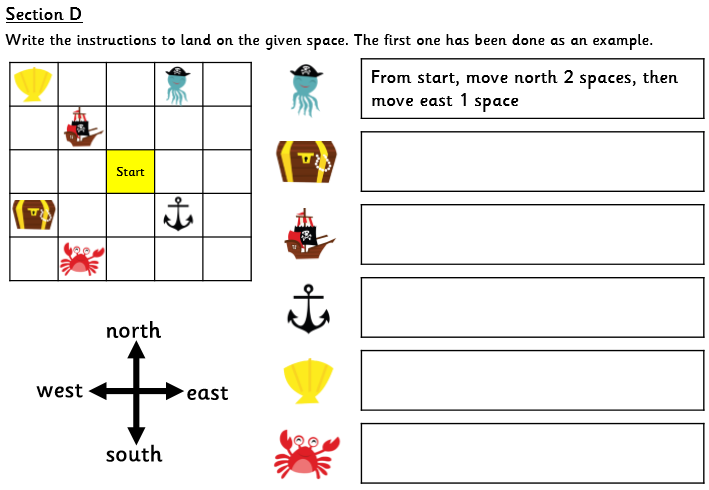 Section D
Write the instructions to land on the given space. The first one has been done as an example.
From start, move north 2 spaces, then
move east 1 space
Start
north
west
east
south